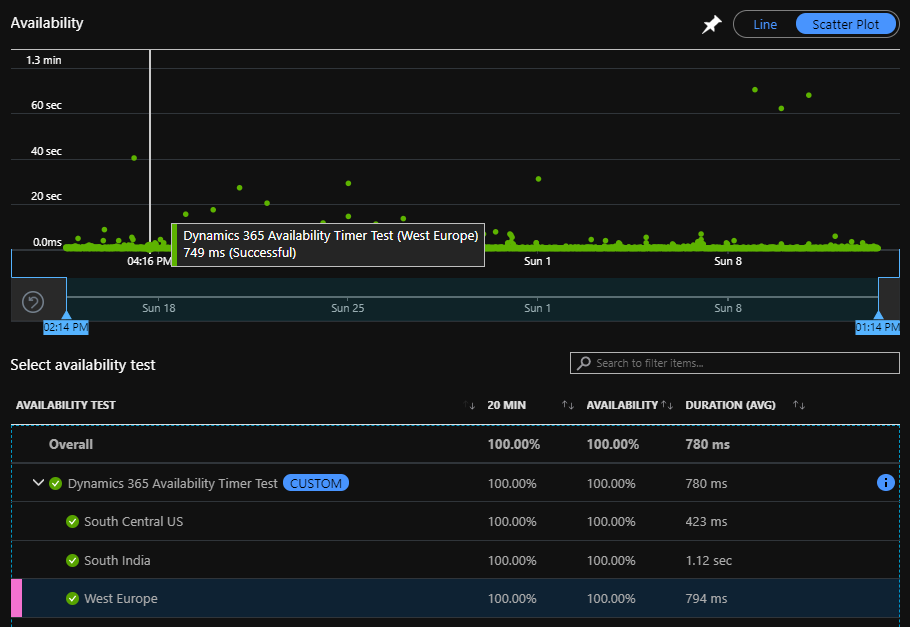 Availability
Line
Scatter Plot
1.3 min
60 sec
40 sec
20 sec
0.0ms
Dynamics 365 Availability Timer Test (West Europe)
749 ms (Successful)
04:16 PM
Sun 1
Sun 8
Sun 18
Sun 25
Sun 1
Sun 8
02:14 PM
01:14 PM
Select availability test
Search to filter items...
AVAILABILITY TEST ↑↓ 20 MIN ↑↓ AVAILABILITY ↑↓ DURATION (AVG) ↑↓
Overall 100.00% 100.00% 780 ms
Dynamics 365 Availability Timer Test CUSTOM 100.00% 100.00% 780 ms
South Central US 100.00% 100.00% 423 ms
South India 100.00% 100.00% 1.12 sec
West Europe 100.00% 100.00% 794 ms